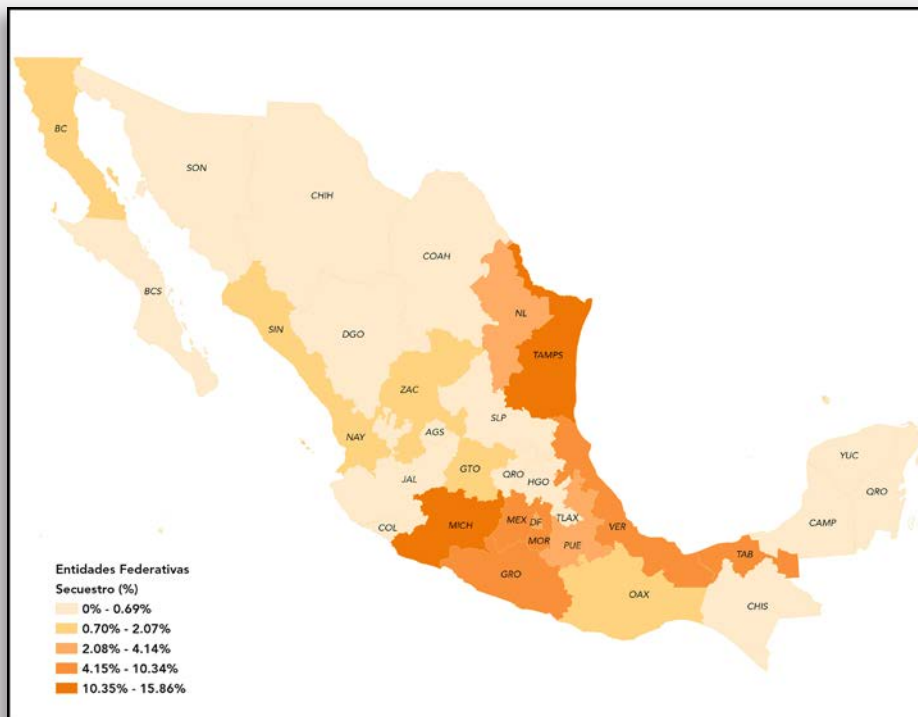 BC
SON
CHIH
COAH
BCS
NL
SIN
DGO
TAMPS
ZAC
SLP
NAY
AGS
YUC
GTO
QRO
HGO
JAL
QRO
COL
MICH
MEX
DF
TLAX
VER
CAMP
MOR
PUE
TAB
GRO
OAX
CHIS
Entidades Federativas
Secuestro (%)
0% - 0.69%
0.70% - 2.07%
2.08% - 4.14%
4.15% - 10.34%
10.35% - 15.86%